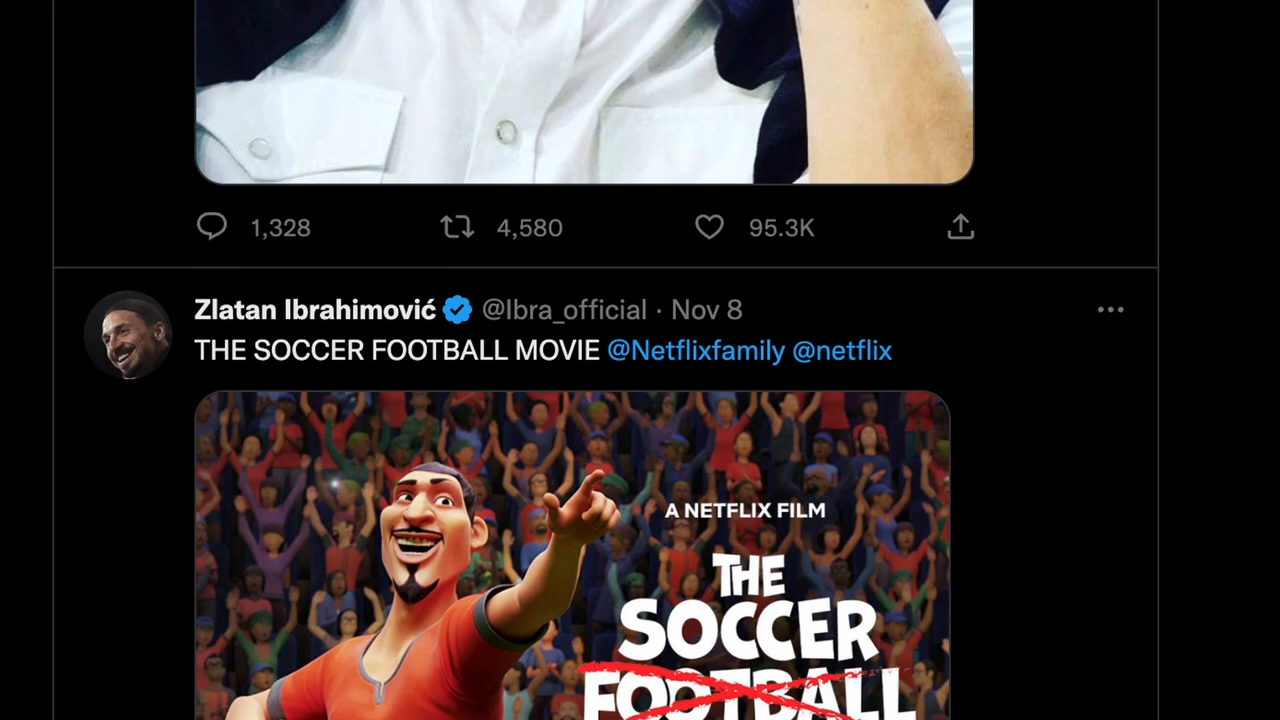 1,328 4,580 95.3K
Zlatan Ibrahimović @Ibra_official · Nov 8
THE SOCCER FOOTBALL MOVIE @Netflixfamily @netflix
A NETFLIX FILM
THE
SOCCER
FOOTBALL